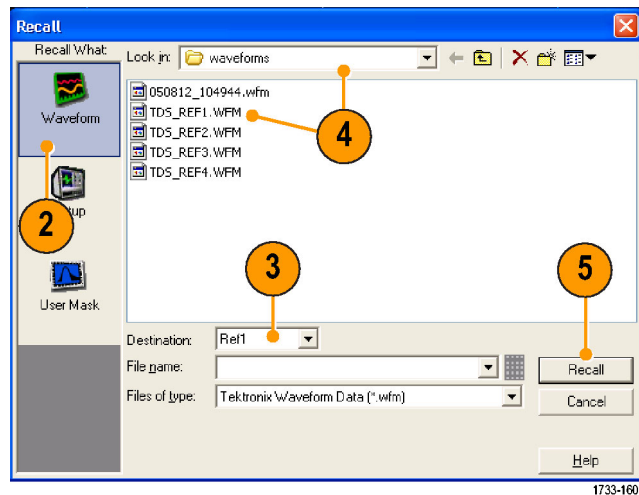 Recall
Recall What:
Look in: waveforms
Waveform
050812_104944.wfm
TDS_REF1.WFM
TDS_REF2.WFM
TDS_REF3.WFM
TDS_REF4.WFM
4
2
up
User Mask
3
5
Destination: Ref1
File name:
Recall
Files of type: Tektronix Waveform Data (*.wfm)
Cancel
Help
1733-160